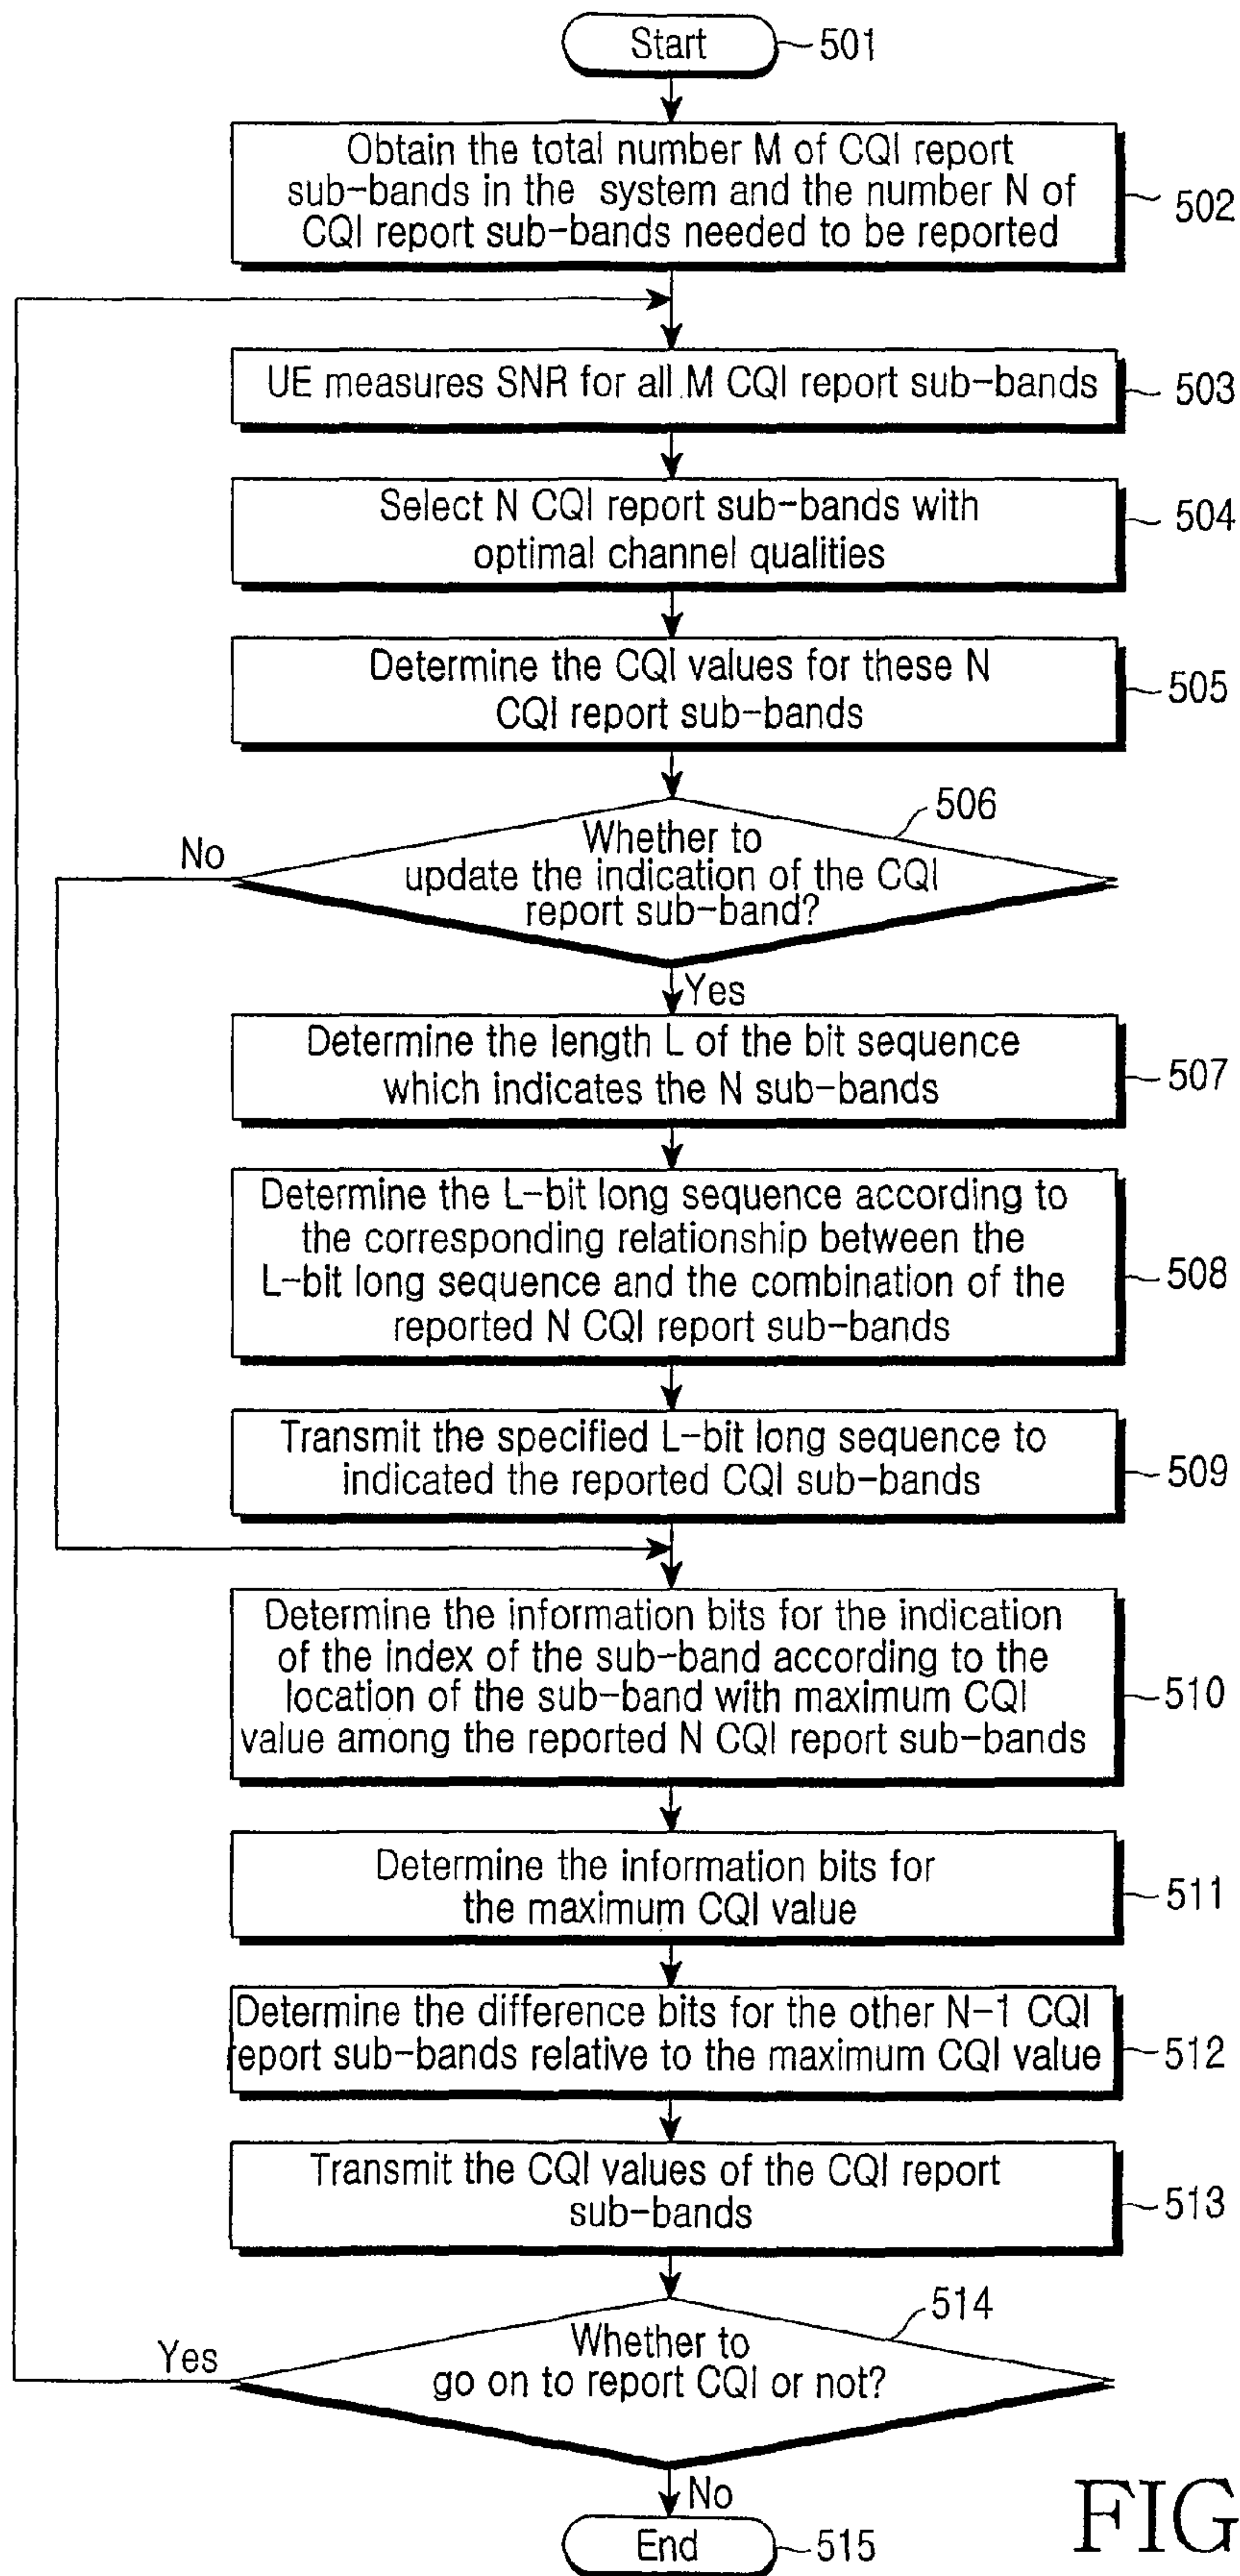 Start
501
Obtain the total number M of CQI report
sub-bands in the system and the number N of
CQI report sub-bands needed to be reported
502
UE measures SNR for all M CQI report sub-bands
503
Select N CQI report sub-bands with
optimal channel qualities
504
Determine the CQI values for these N
CQI report sub-bands
505
506
Whether to
update the indication of the CQI
report sub-band?
No
Yes
Determine the length L of the bit sequence
which indicates the N sub-bands
507
Determine the L-bit long sequence according to
the corresponding relationship between the
L-bit long sequence and the combination of the
reported N CQI report sub-bands
508
Transmit the specified L-bit long sequence to
indicated the reported CQI sub-bands
509
Determine the information bits for the indication
of the index of the sub-band according to the
location of the sub-band with maximum CQI
value among the reported N CQI report sub-bands
510
Determine the information bits for
the maximum CQI value
511
Determine the difference bits for the other N-1 CQI
report sub-bands relative to the maximum CQI value
512
Transmit the CQI values of the CQI report
sub-bands
513
514
Whether to
go on to report CQI or not?
Yes
No
End
515
FIG